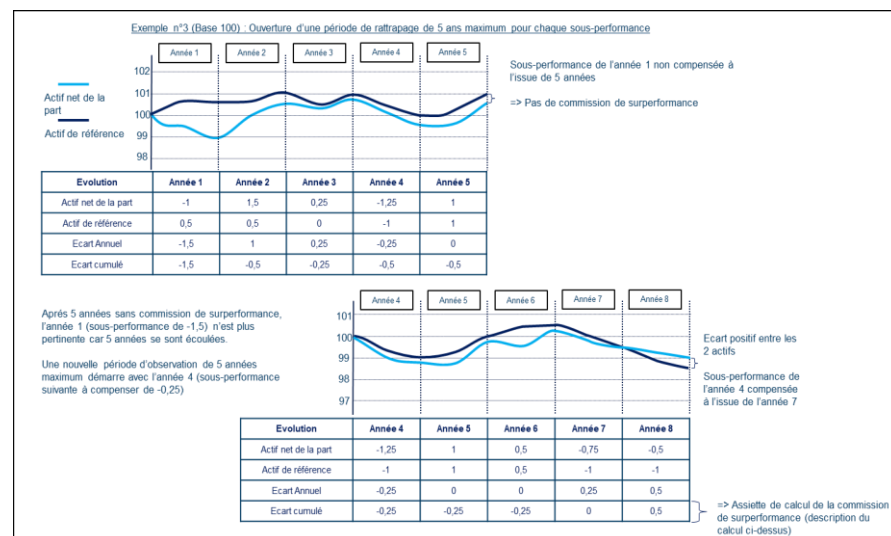 Exemple n°3 (Base 100) : Ouverture d'une période de rattrapage de 5 ans maximum pour chaque sous-performance
Année 1 Année 2 Année 3 Année 4 Année 5
102
101
100
99
98
Actif net de la
part
Actif de référence
Sous-performance de l'année 1 non compensée à
l'issue de 5 années
=> Pas de commission de surperformance
Evolution Année 1 Année 2 Année 3 Année 4 Année 5
Actif net de la part -1 1,5 0,25 -1,25 1
Actif de référence 0,5 0,5 0 -1 1
Ecart Annuel -1,5 1 0,25 -0,25 0
Ecart cumulé -1,5 -0,5 -0,25 -0,5 -0,5
Aprés 5 années sans commission de surperformance,
l'année 1 (sous-performance de -1,5) n'est plus
pertinente car 5 années se sont écoulées.
Une nouvelle période d'observation de 5 années
maximum démarre avec l'année 4 (sous-performance
suivante à compenser de -0,25)
Année 4 Année 5 Année 6 Année 7 Année 8
101
100
99
98
97
Ecart positif entre les
2 actifs
Sous-performance de
l'année 4 compensée
à l'issue de l'année 7
Evolution Année 4 Année 5 Année 6 Année 7 Année 8
Actif net de la part -1,25 1 0,5 -0,75 -0,5
Actif de référence -1 1 0,5 -1 -1
Ecart Annuel -0,25 0 0 0,25 0,5
Ecart cumulé -0,25 -0,25 -0,25 0 0,5
=> Assiette de calcul de la commission
de surperformance (description du
calcul ci-dessus)